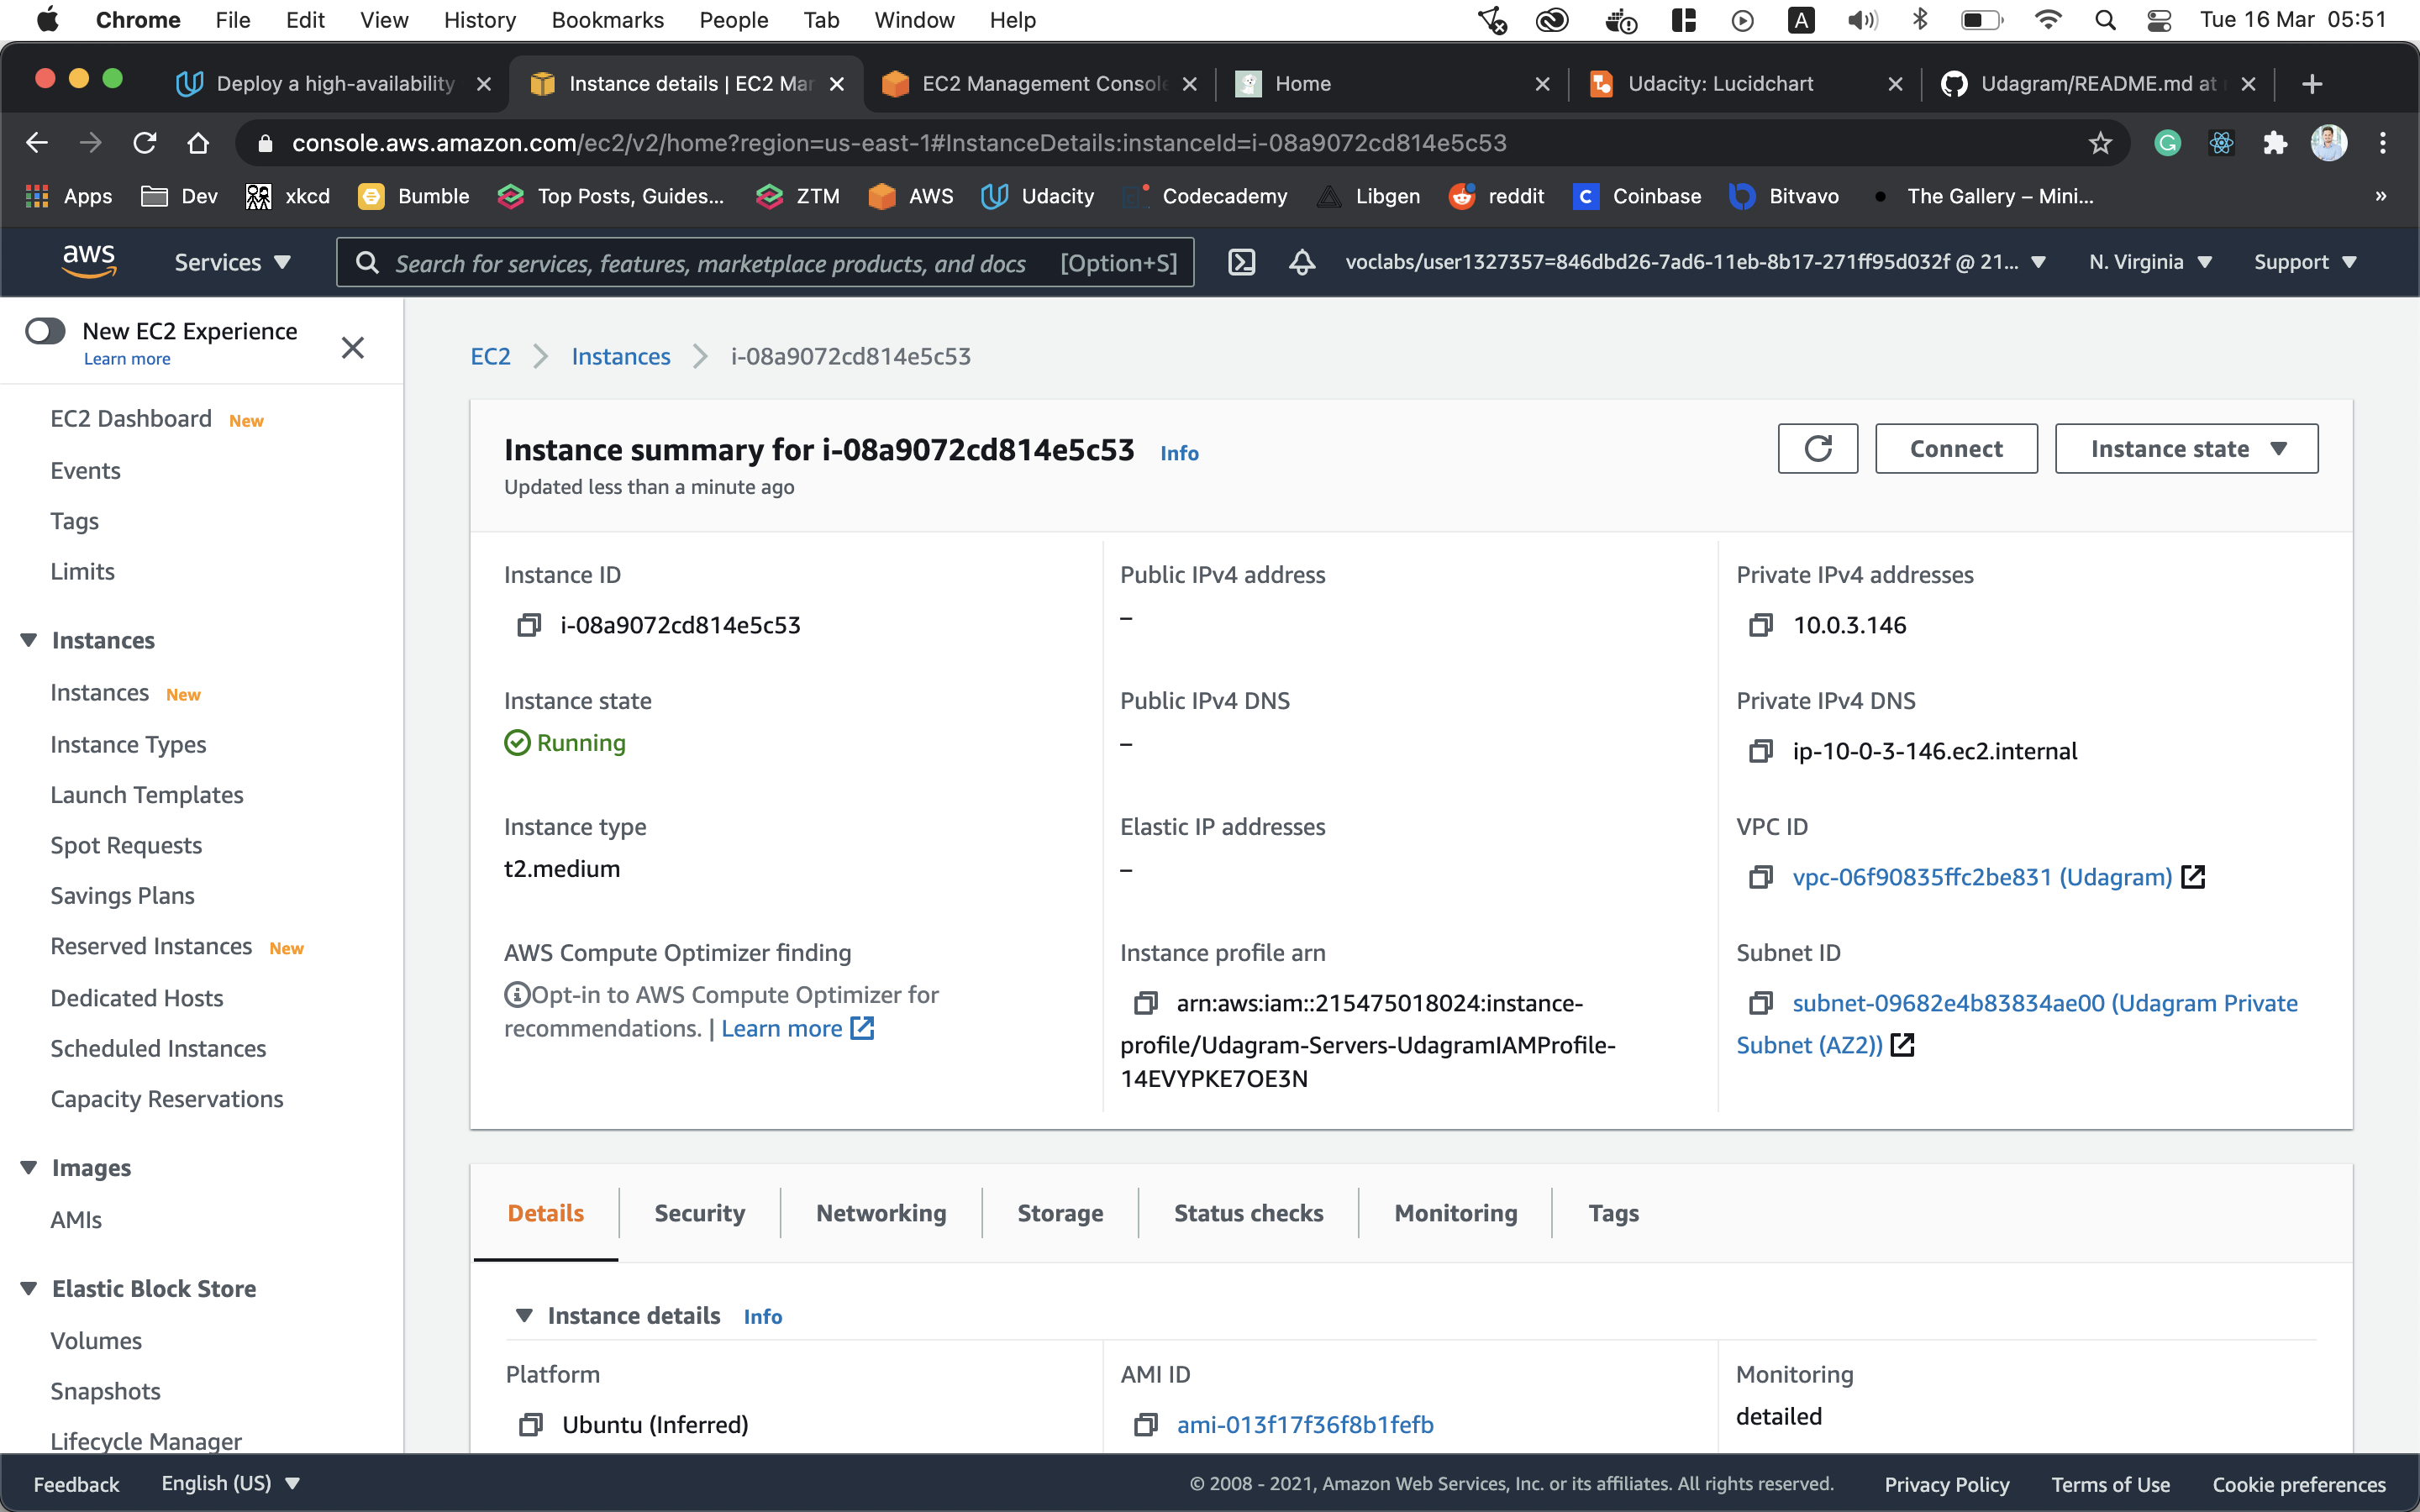 Chrome File Edit View History Bookmarks People Tab Window Help A Tue 16 Mar 05:51
Deploy a high-availability Instance details | EC2 Mar EC2 Management Console Home Udacity: Lucidchart Udagram/README.md at
console.aws.amazon.com/ec2/v2/home?region=us-east-1#InstanceDetails:instanceId=i-08a9072cd814e5c53
Apps Dev xkcd Bumble Top Posts, Guides... ZTM AWS Udacity Codecademy Libgen reddit Coinbase Bitvavo The Gallery – Mini... »
aws Services Search for services, features, marketplace products, and docs [Option+S] voclabs/user1327357=846dbd26-7ad6-11eb-8b17-271ff95d032f @ 21... N. Virginia Support
New EC2 Experience
Learn more
EC2 Dashboard New
Events
Tags
Limits
Instances
Instances New
Instance Types
Launch Templates
Spot Requests
Savings Plans
Reserved Instances New
Dedicated Hosts
Scheduled Instances
Capacity Reservations
Images
AMIs
Elastic Block Store
Volumes
Snapshots
Lifecycle Manager
EC2 Instances i-08a9072cd814e5c53
Instance summary for i-08a9072cd814e5c53 Info
Updated less than a minute ago
Connect Instance state
Instance ID
i-08a9072cd814e5c53
Public IPv4 address
–
Private IPv4 addresses
10.0.3.146
Instance state
Running
Public IPv4 DNS
–
Private IPv4 DNS
ip-10-0-3-146.ec2.internal
Instance type
t2.medium
Elastic IP addresses
–
VPC ID
vpc-06f90835ffc2be831 (Udagram)
AWS Compute Optimizer finding
Opt-in to AWS Compute Optimizer for
recommendations. | Learn more
Instance profile arn
arn:aws:iam::215475018024:instance-
profile/Udagram-Servers-UdagramIAMProfile-
14EVYPKE7OE3N
Subnet ID
subnet-09682e4b83834ae00 (Udagram Private
Subnet (AZ2))
Details Security Networking Storage Status checks Monitoring Tags
Instance details Info
Platform
Ubuntu (Inferred)
AMI ID
ami-013f17f36f8b1fefb
Monitoring
detailed
Feedback English (US) © 2008 - 2021, Amazon Web Services, Inc. or its affiliates. All rights reserved. Privacy Policy Terms of Use Cookie preferences